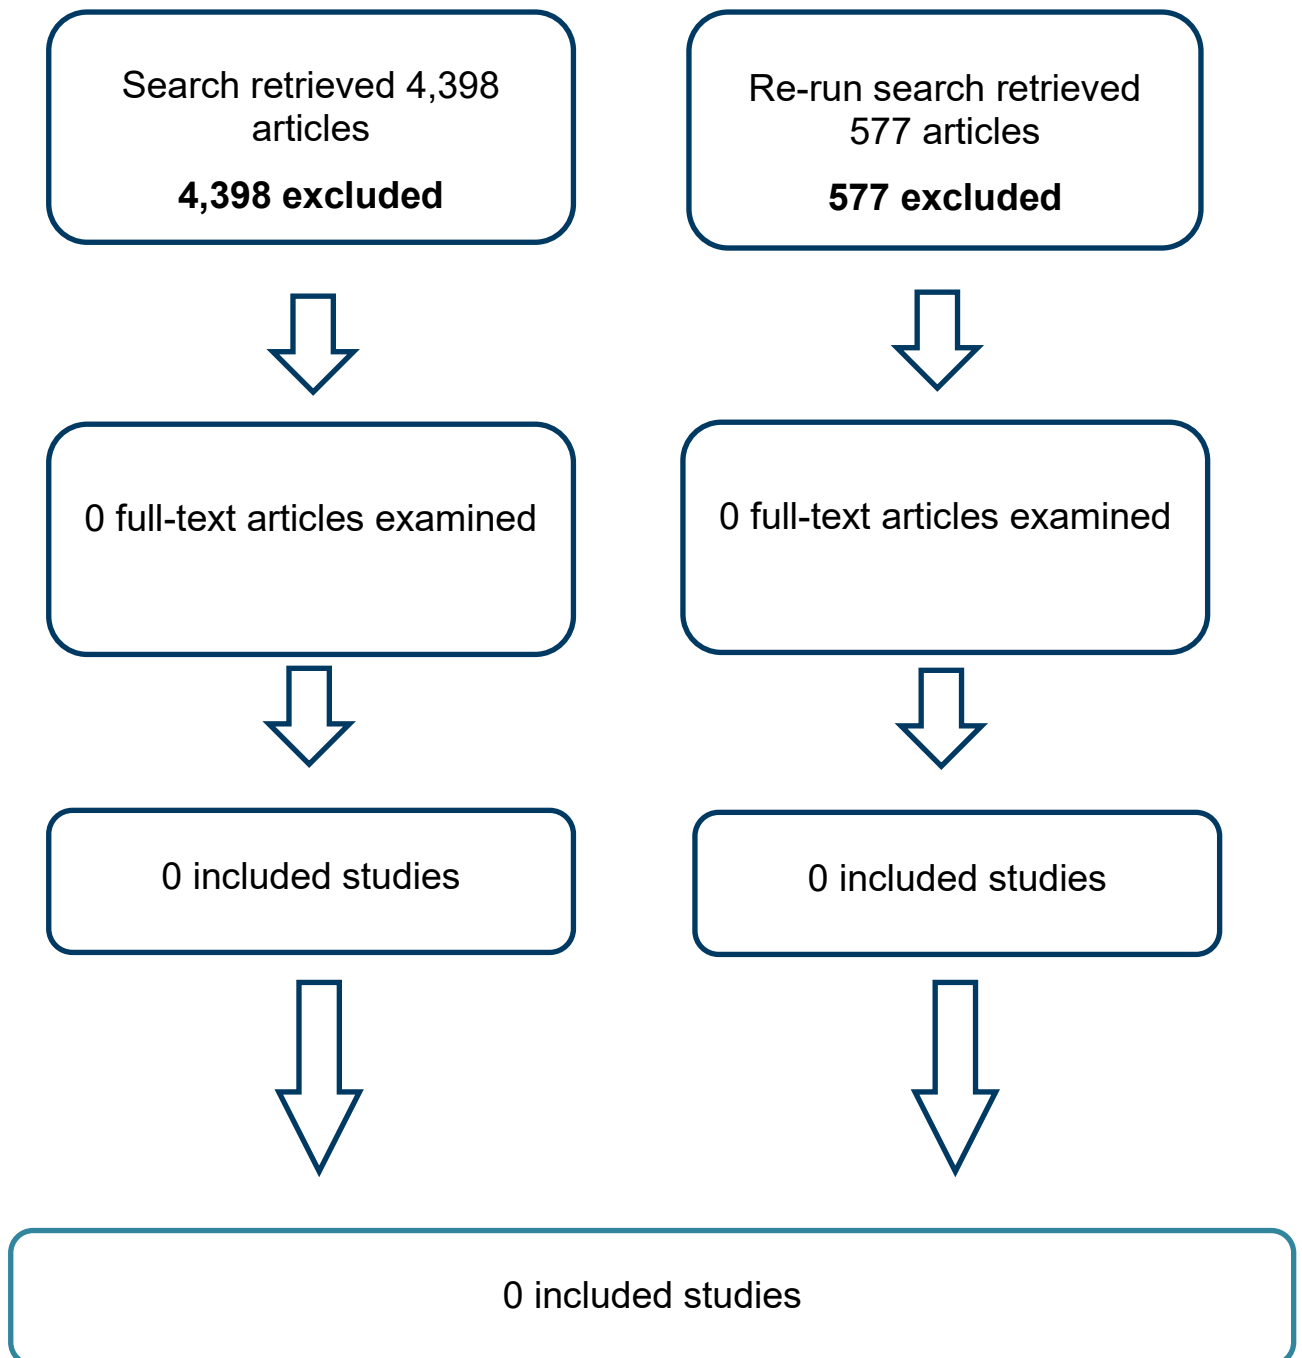 Search retrieved 4,398
articles
4,398 excluded
Re-run search retrieved
577 articles
577 excluded
0 full-text articles examined
0 full-text articles examined
0 included studies
0 included studies
0 included studies